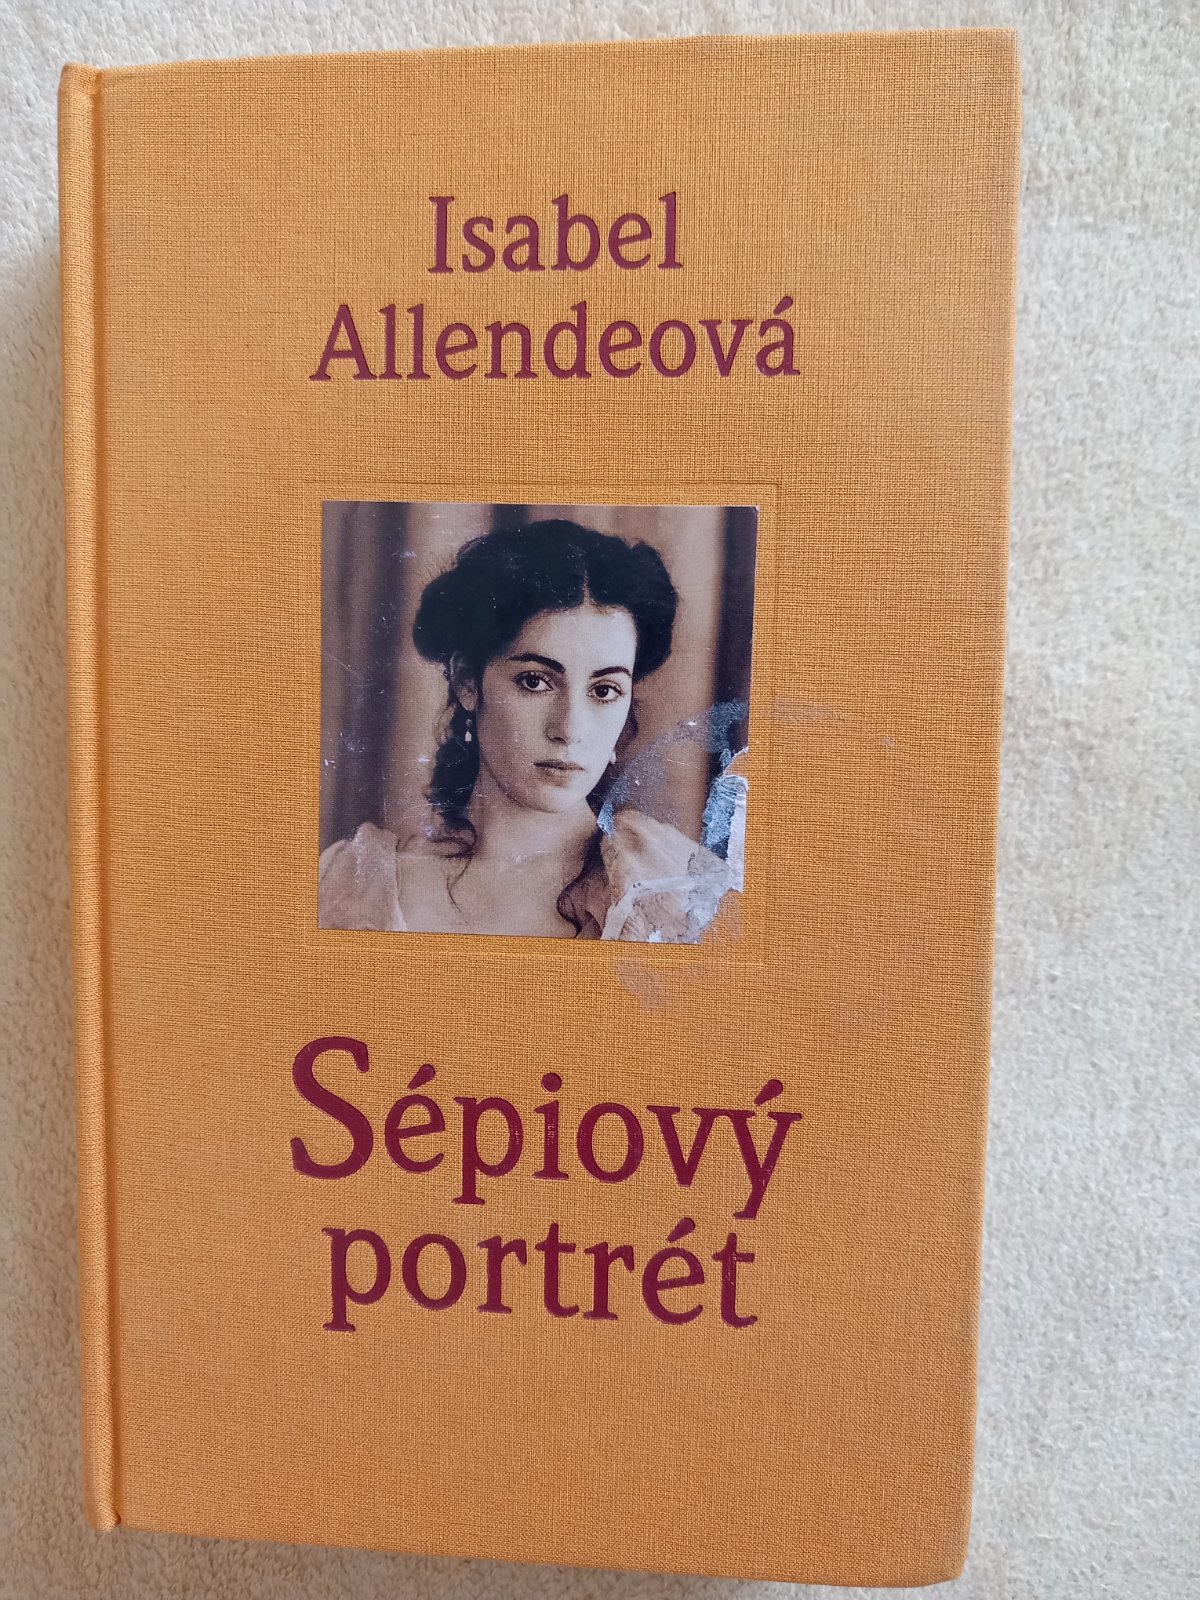 Isabel
Allendeová
Sépiový
portrét